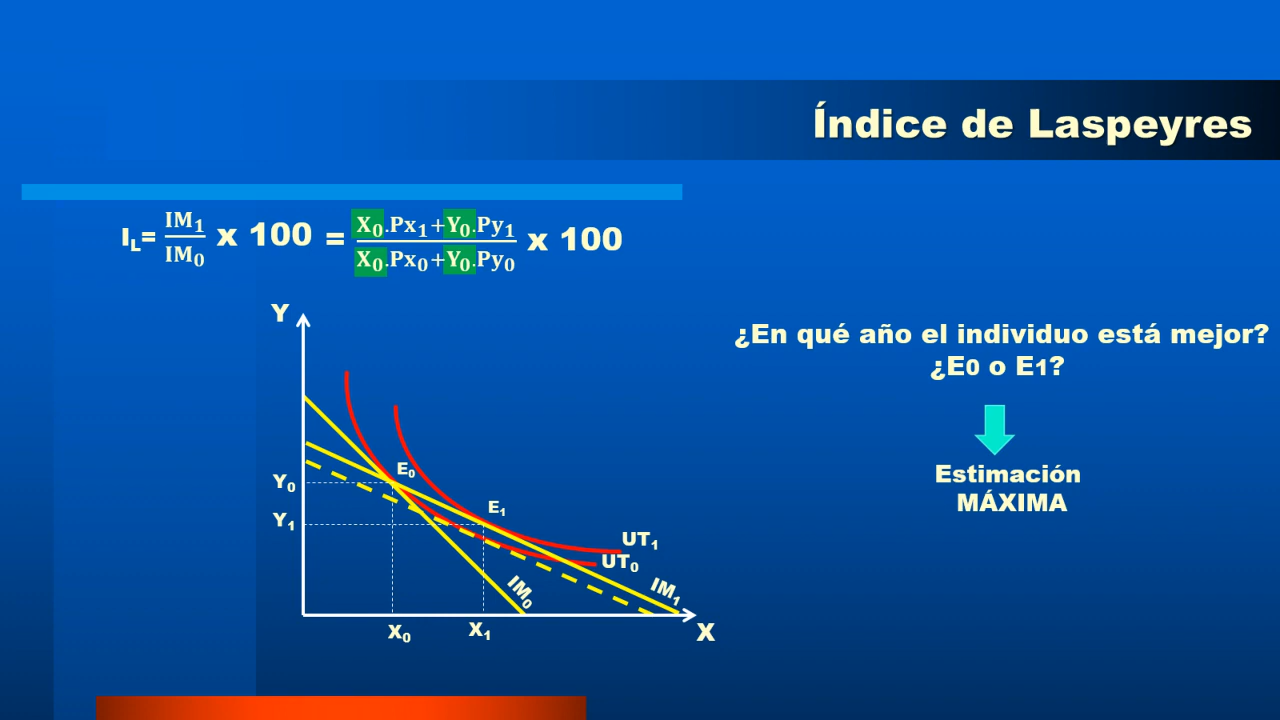 Índice de Laspeyres
I_L= IM₁/IM₀ x 100 = X₀.Px₁+Y₀.Py₁ / X₀.Px₀+Y₀.Py₀ x 100
Y
¿En qué año el individuo está mejor?
¿E0 o E1?
Estimación
MÁXIMA
E₀
Y₀
E₁
Y₁
UT₁
UT₀
IM₀
IM₁
X₀
X₁
X